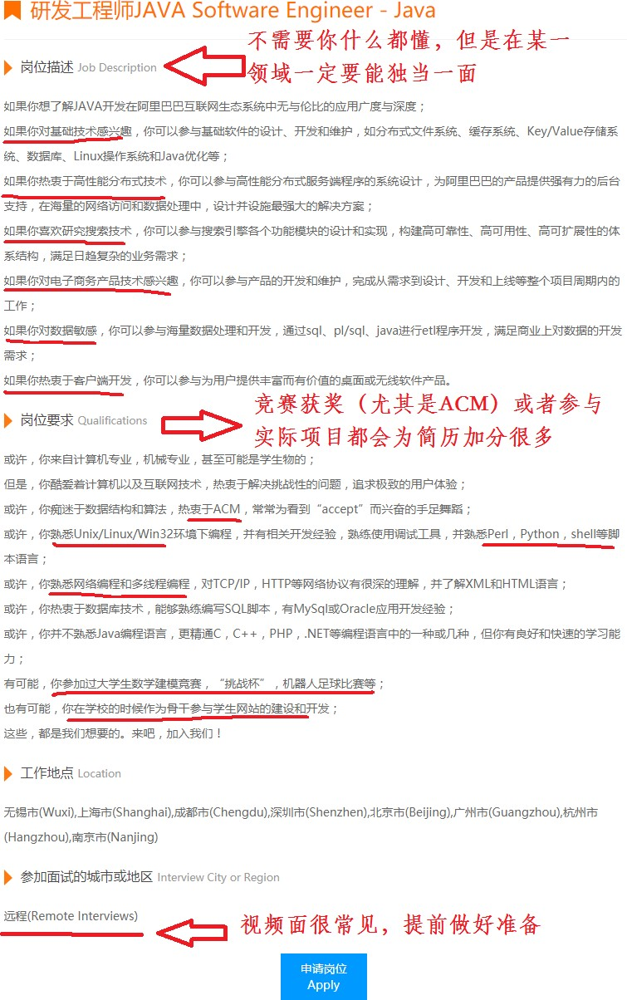 研发工程师JAVA Software Engineer - Java
不需要你什么都懂，但是在某一
领域一定要能独当一面
岗位描述 Job Description
如果你想了解JAVA开发在阿里巴巴互联网生态系统中无与伦比的应用广度与深度；
如果你对基础技术感兴趣，你可以参与基础软件的设计、开发和维护，如分布式文件系统、缓存系统、Key/Value存储系
统、数据库、Linux操作系统和Java优化等；
如果你热衷于高性能分布式技术，你可以参与高性能分布式服务端程序的系统设计，为阿里巴巴的产品提供强有力的后台
支持，在海量的网络访问和数据处理中，设计并设施最强大的解决方案；
如果你喜欢研究搜索技术，你可以参与搜索引擎各个功能模块的设计和实现，构建高可靠性、高可用性、高可扩展性的体
系结构，满足日趋复杂的业务需求；
如果你对电子商务产品技术感兴趣，你可以参与产品的开发和维护，完成从需求到设计、开发和上线等整个项目周期内的
工作；
如果你对数据敏感，你可以参与海量数据处理和开发，通过sql、pl/sql、java进行etl程序开发，满足商业上对数据的开发
需求；
如果你热衷于客户端开发，你可以参与为用户提供丰富而有价值的桌面或无线软件产品。
岗位要求 Qualifications
竞赛获奖（尤其是ACM）或者参与
实际项目都会为简历加分很多
或许，你来自计算机专业，机械专业，甚至可能是学生物的；
但是，你酷爱着计算机以及互联网技术，热衷于解决挑战性的问题，追求极致的用户体验；
或许，你痴迷于数据结构和算法，热衷于ACM，常常为看到“accept”而兴奋的手足舞蹈；
或许，你熟悉Unix/Linux/Win32环境下编程，并有相关开发经验，熟练使用调试工具，并熟悉Perl，Python，shell等脚
本语言；
或许，你熟悉网络编程和多线程编程，对TCP/IP，HTTP等网络协议有很深的理解，并了解XML和HTML语言；
或许，你热衷于数据库技术，能够熟练编写SQL脚本，有MySql或Oracle应用开发经验；
或许，你并不熟悉Java编程语言，更精通C，C++，PHP，.NET等编程语言中的一种或几种，但你有良好和快速的学习能
力；
有可能，你参加过大学生数学建模竞赛，“挑战杯”，机器人足球比赛等；
也有可能，你在学校的时候作为骨干参与学生网站的建设和开发；
这些，都是我们想要的。来吧，加入我们！
工作地点 Location
无锡市(Wuxi),上海市(Shanghai),成都市(Chengdu),深圳市(Shenzhen),北京市(Beijing),广州市(Guangzhou),杭州市
(Hangzhou),南京市(Nanjing)
参加面试的城市或地区 Interview City or Region
远程(Remote Interviews)
视频面很常见，提前做好准备
申请岗位
Apply